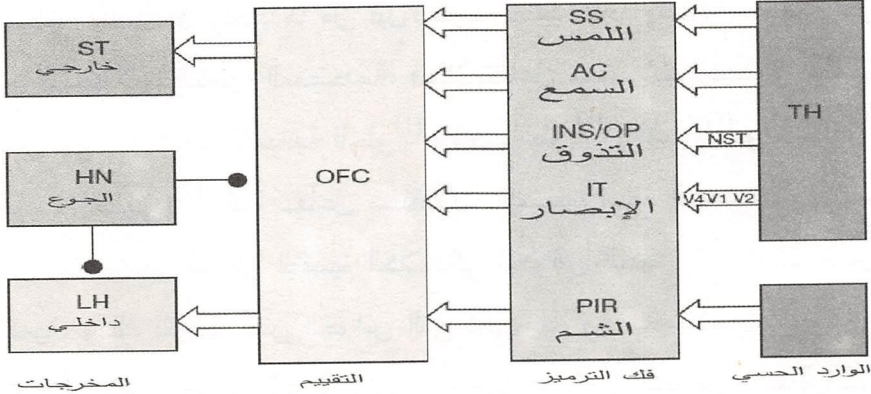 TH
SS
اللمس
AC
السمع
INS/OP
التذوق
NST
IT
الإبصار
V4 V1 V2
PIR
الشم
OFC
ST
خارجي
HN
الجوع
LH
داخلي
الوارد الحسي
فك الترميز
التقييم
المخرجات